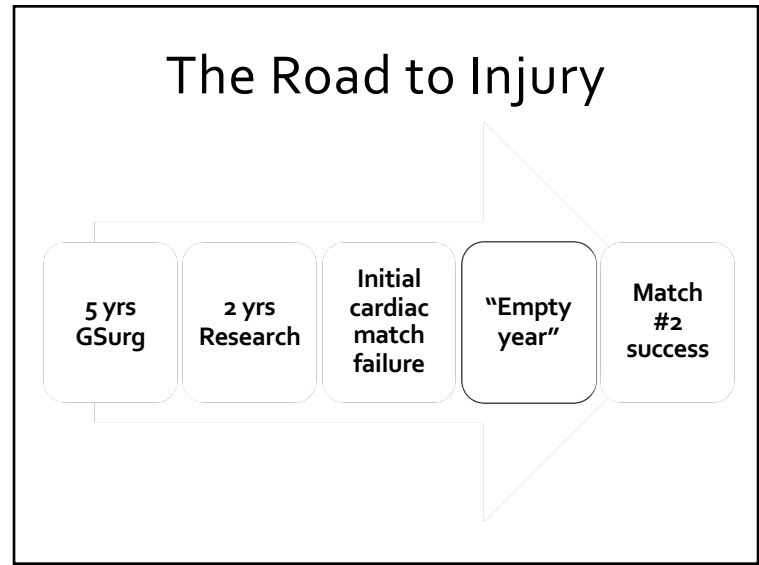 The Road to Injury
5 yrs
GSurg
2 yrs
Research
Initial
cardiac
match
failure
“Empty
year”
Match
#2
success